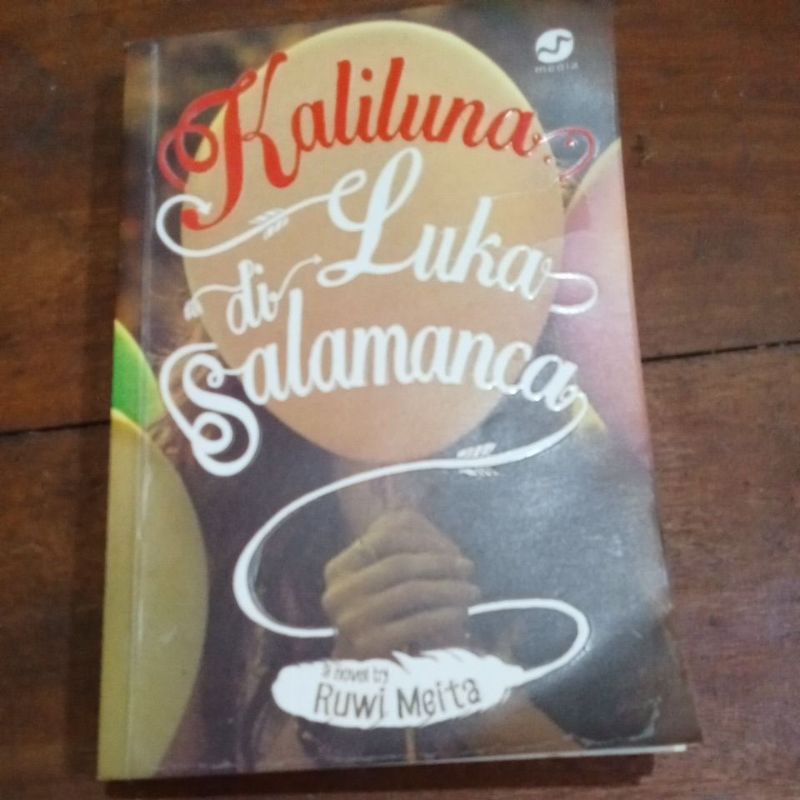 media
Kaliluna
Luka
di
Salamanca
a novel by
Ruwi Meita